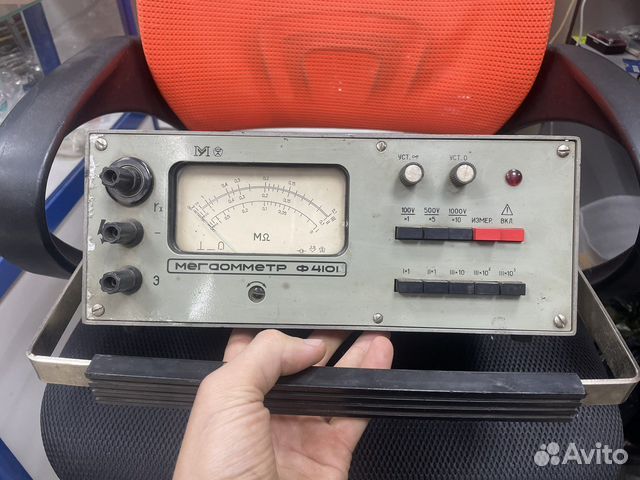 УСТ. ∞ УСТ. 0
rx
-
Э
МΩ
мегаомметр Ф4101
100V 500V 1000V ИЗМЕР. ВКЛ.
×1 ×5 ×10
I×1 II×1 III×10
Avito